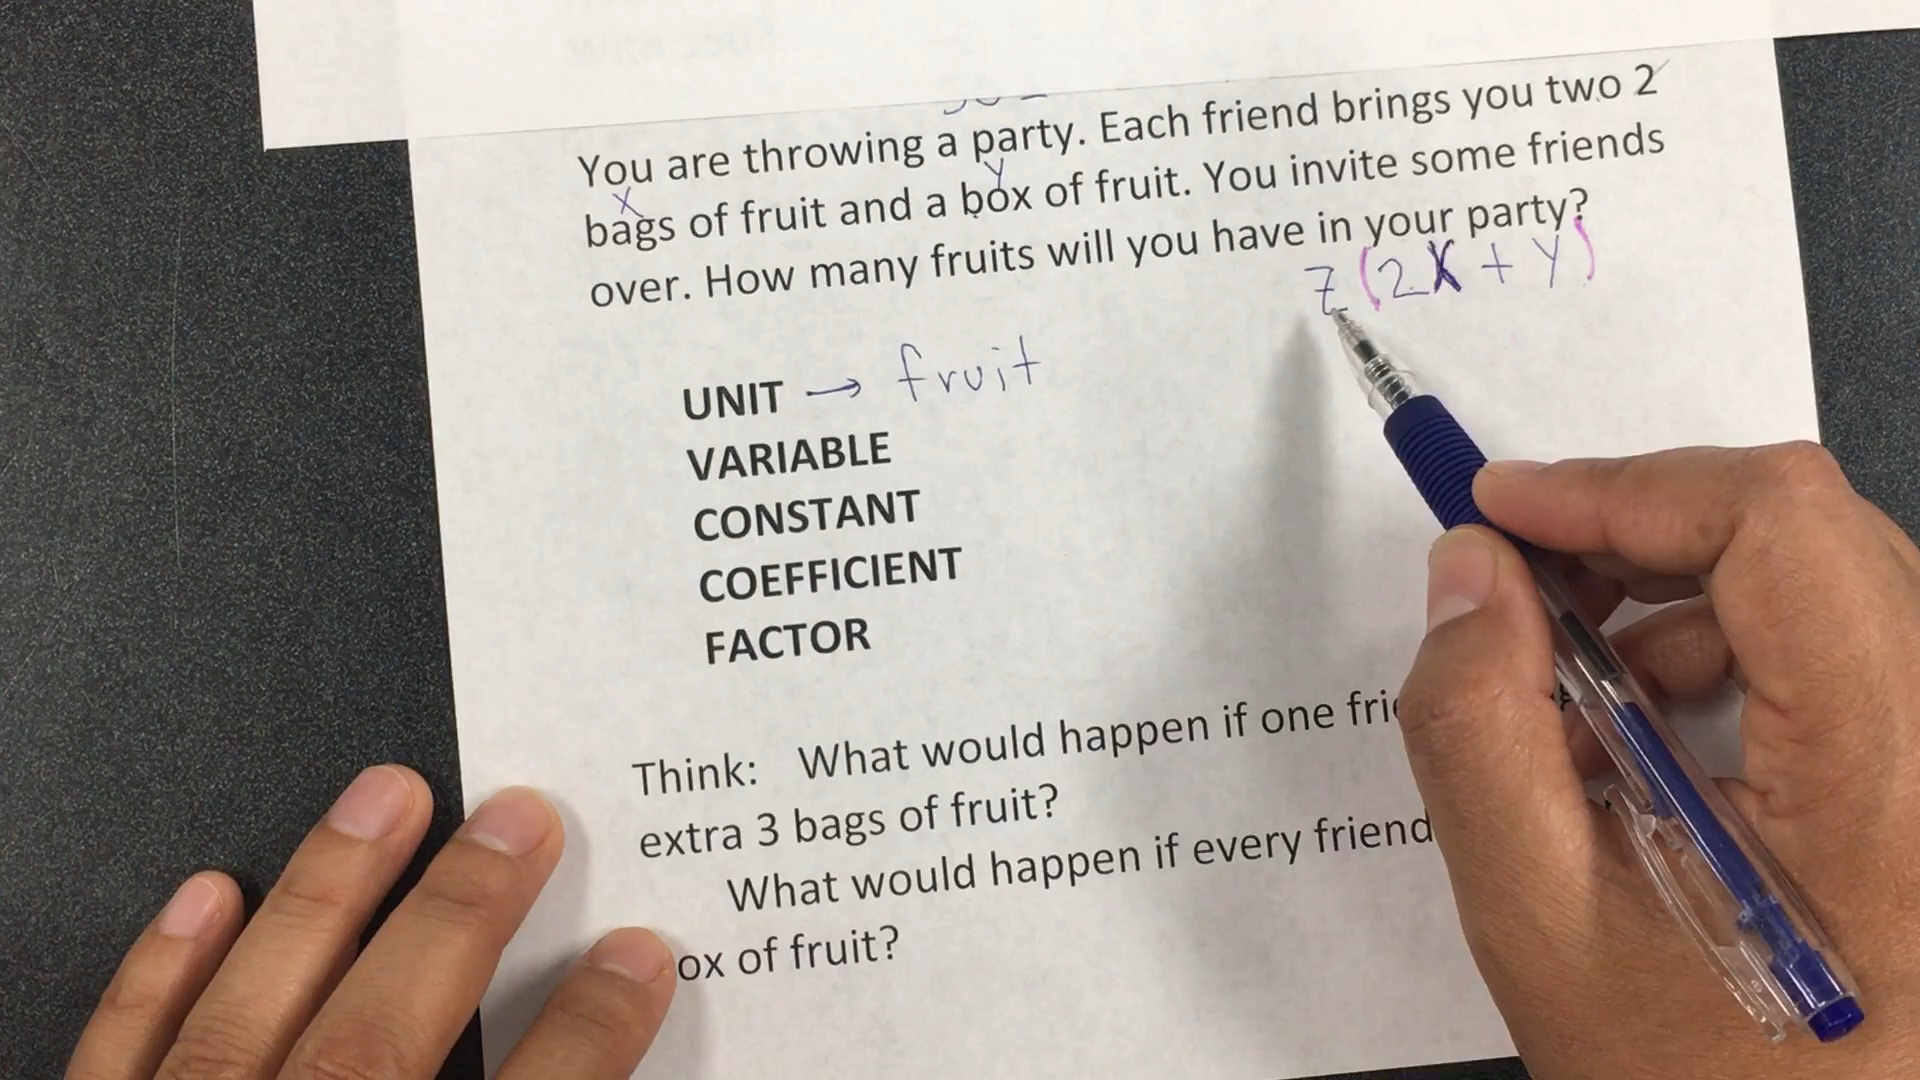 You are throwing a party. Each friend brings you two 2
x y
bags of fruit and a box of fruit. You invite some friends
over. How many fruits will you have in your party?
z (2x + y)
UNIT → fruit
VARIABLE
CONSTANT
COEFFICIENT
FACTOR
Think: What would happen if one
extra 3 bags of fruit?
What would happen if every friend
ox of fruit?